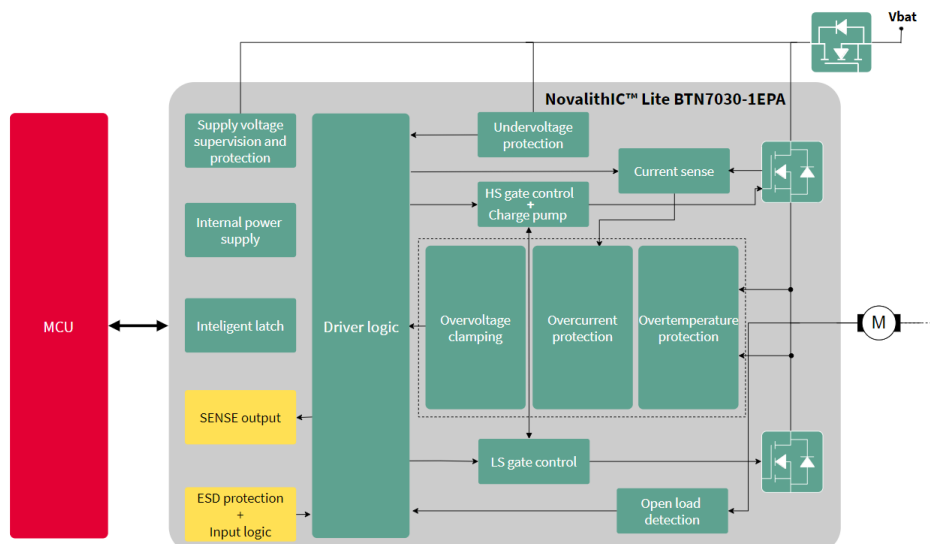 Vbat
NovalithIC™ Lite BTN7030-1EPA
MCU
Supply voltage
supervision and
protection
Internal power
supply
Inteligent latch
SENSE output
ESD protection
+
Input logic
Driver logic
Undervoltage
protection
Current sense
HS gate control
+
Charge pump
Overvoltage
clamping
Overcurrent
protection
Overtemperature
protection
LS gate control
Open load
detection
M